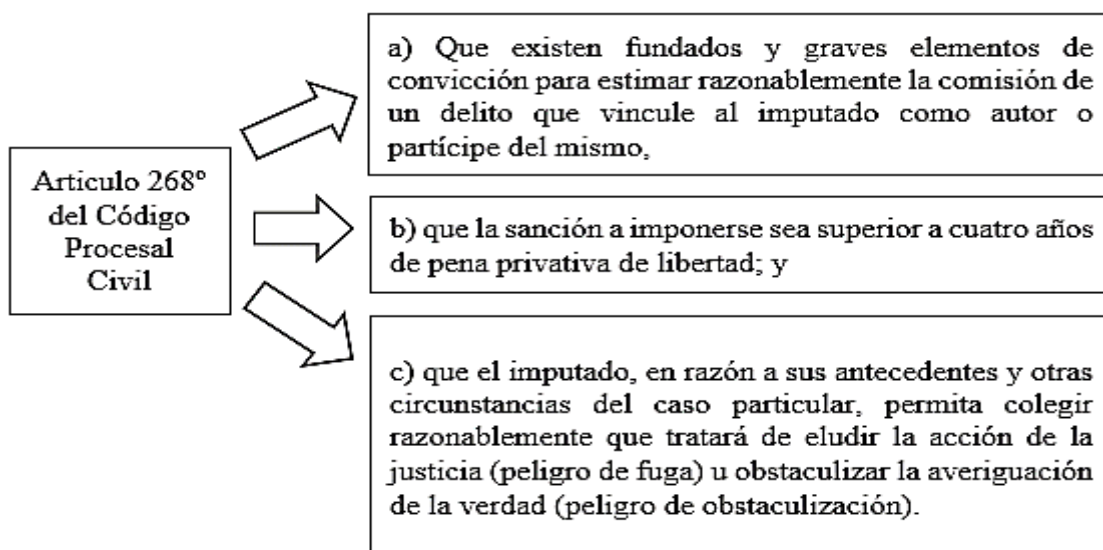 Articulo 268º
del Código
Procesal
Civil
a) Que existen fundados y graves elementos de
convicción para estimar razonablemente la comisión de
un delito que vincule al imputado como autor o
partícipe del mismo,
b) que la sanción a imponerse sea superior a cuatro años
de pena privativa de libertad; y
c) que el imputado, en razón a sus antecedentes y otras
circunstancias del caso particular, permita colegir
razonablemente que tratará de eludir la acción de la
justicia (peligro de fuga) u obstaculizar la averiguación
de la verdad (peligro de obstaculización).